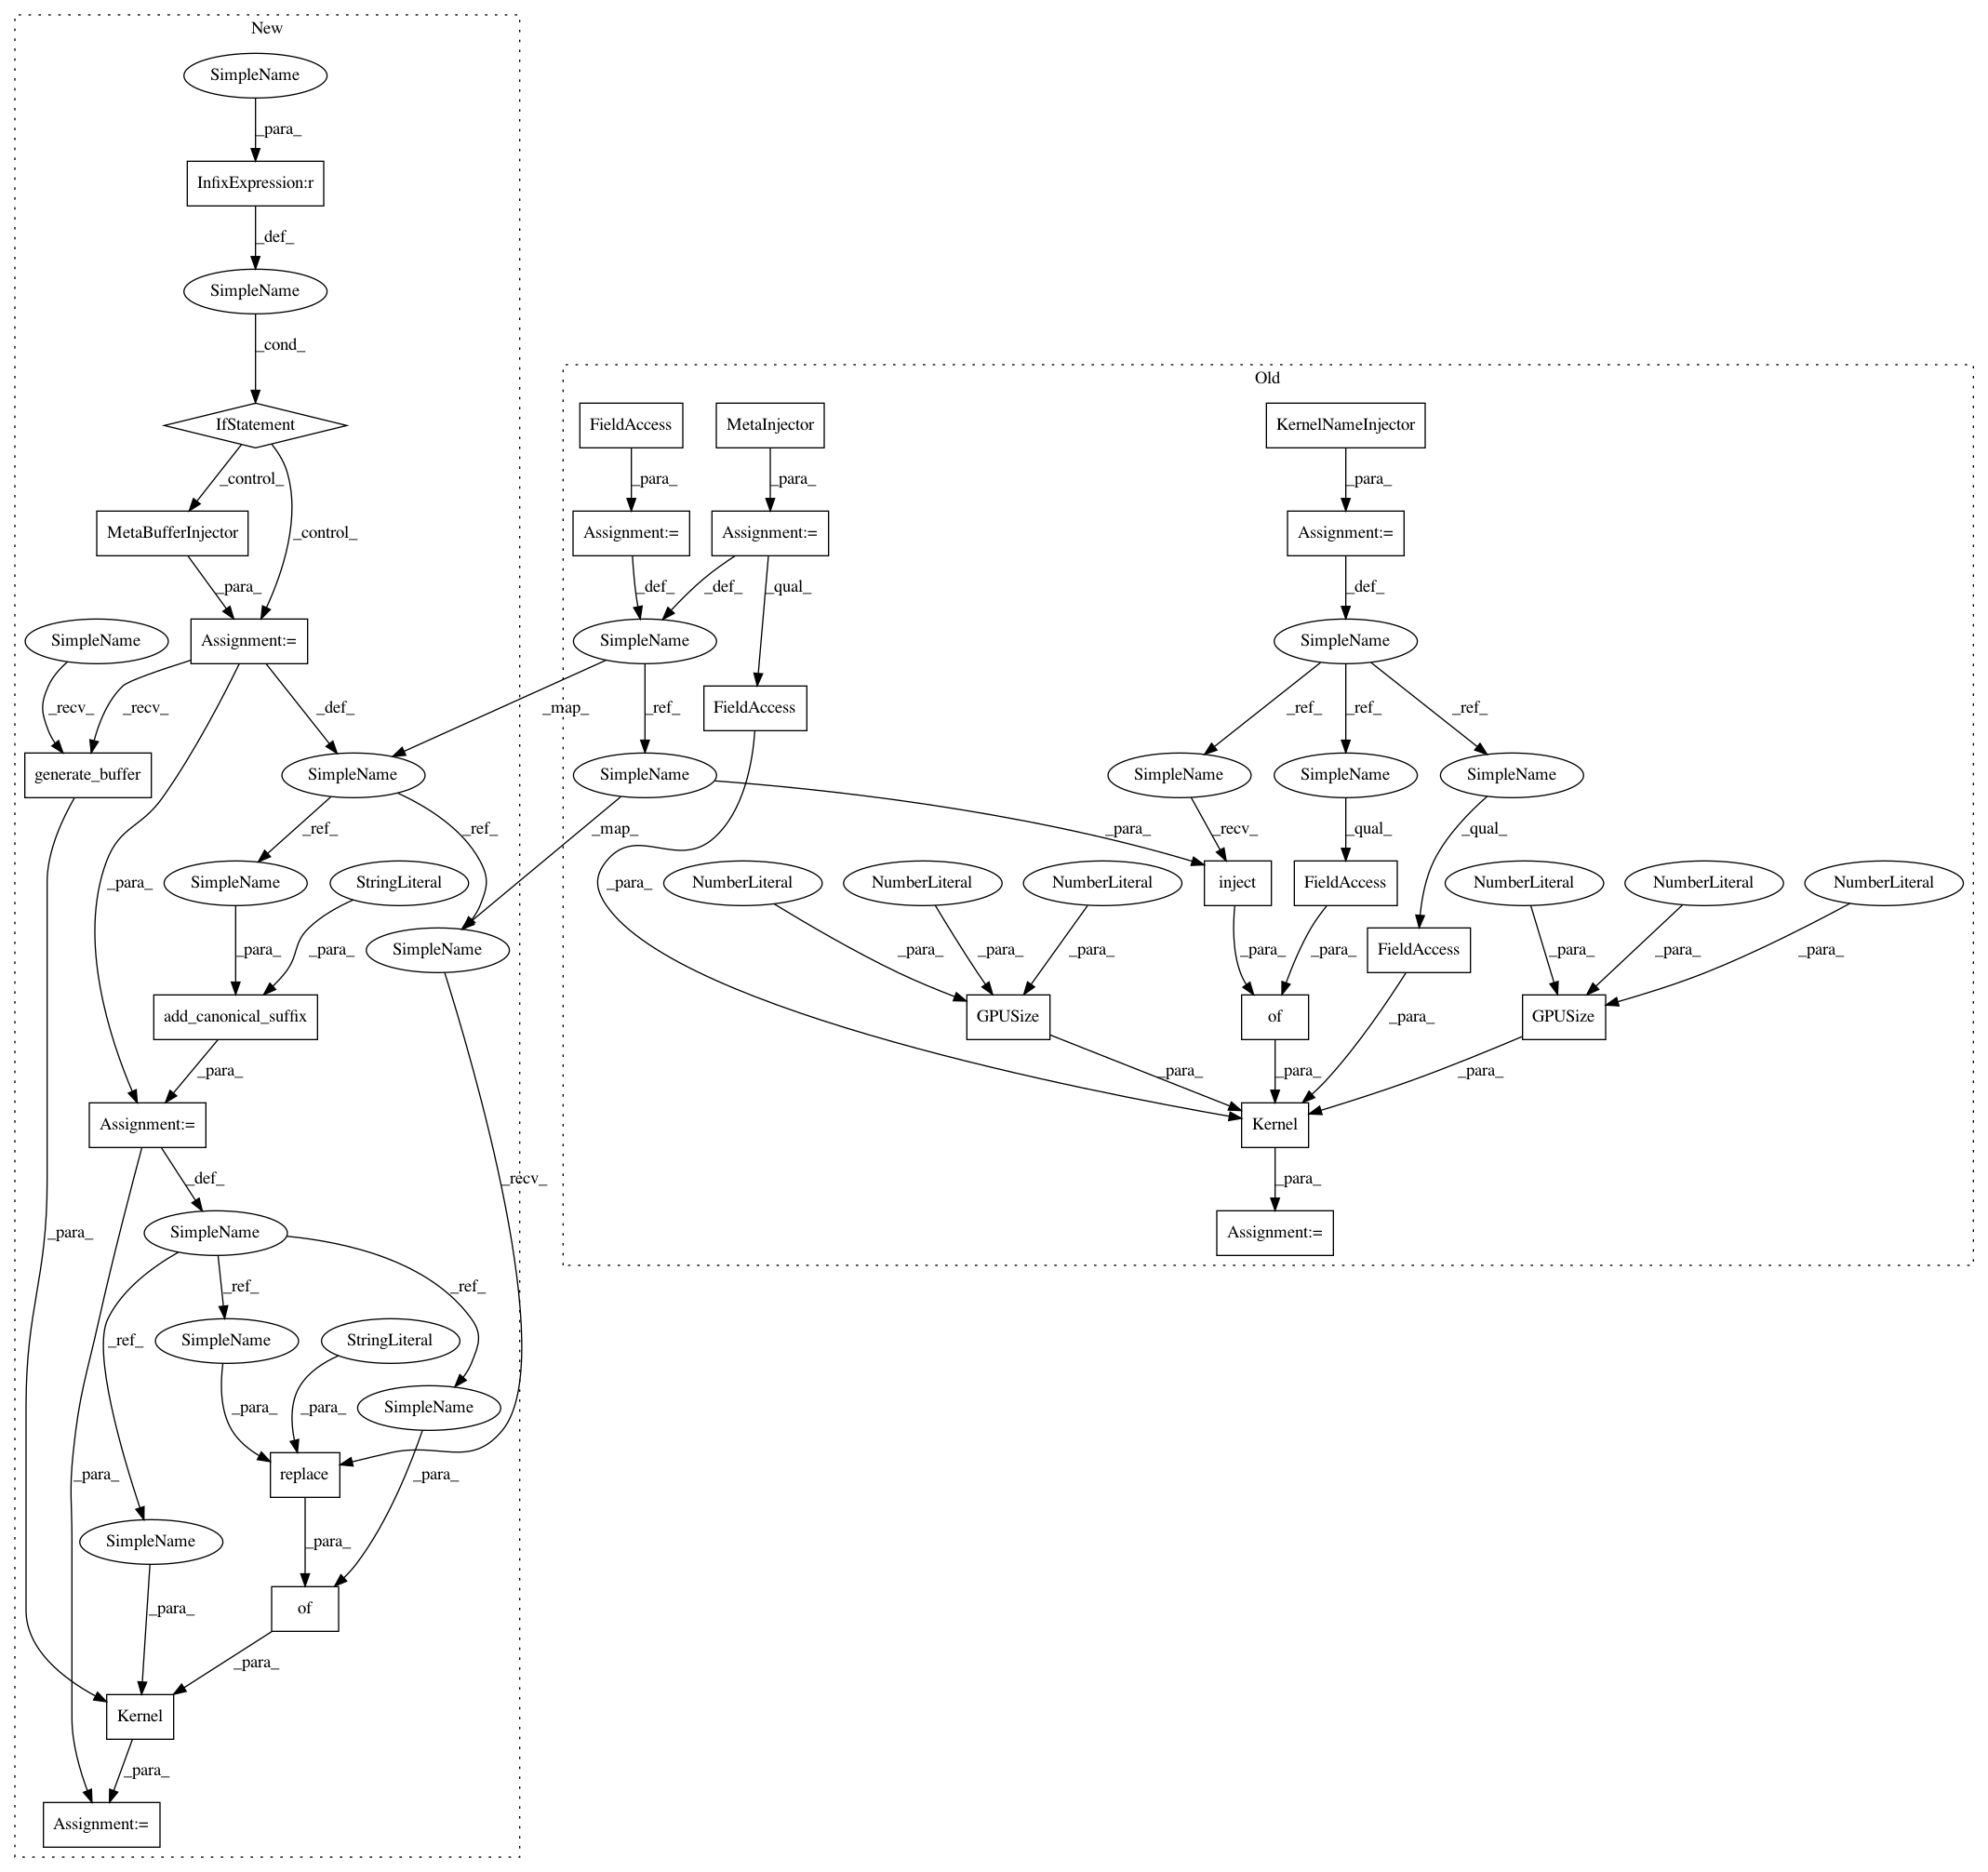 New
SimpleName
_para_
InfixExpression:r
_def_
SimpleName
_cond_
IfStatement
_control_
_control_
MetaBufferInjector
_para_
SimpleName
Assignment:=
_recv_
_recv_
_def_
generate_buffer
SimpleName
_ref_
_ref_
_para_
SimpleName
StringLiteral
SimpleName
_para_
_para_
add_canonical_suffix
_para_
Assignment:=
_def_
_recv_
_para_
SimpleName
_ref_
_ref_
_ref_
SimpleName
StringLiteral
SimpleName
_para_
_para_
_para_
_para_
replace
SimpleName
_para_
of
_para_
_para_
Kernel
_para_
Assignment:=
Old
FieldAccess
MetaInjector
KernelNameInjector
_para_
_para_
_para_
Assignment:=
Assignment:=
Assignment:=
_def_
_def_
_qual_
_def_
SimpleName
SimpleName
FieldAccess
_map_
_ref_
_ref_
_ref_
_ref_
SimpleName
SimpleName
SimpleName
SimpleName
_map_
_para_
_recv_
_qual_
_qual_
_para_
NumberLiteral
NumberLiteral
NumberLiteral
inject
FieldAccess
NumberLiteral
NumberLiteral
NumberLiteral
FieldAccess
_para_
_para_
_para_
_para_
_para_
_para_
_para_
_para_
GPUSize
of
GPUSize
_para_
_para_
_para_
_para_
Kernel
_para_
Assignment:=